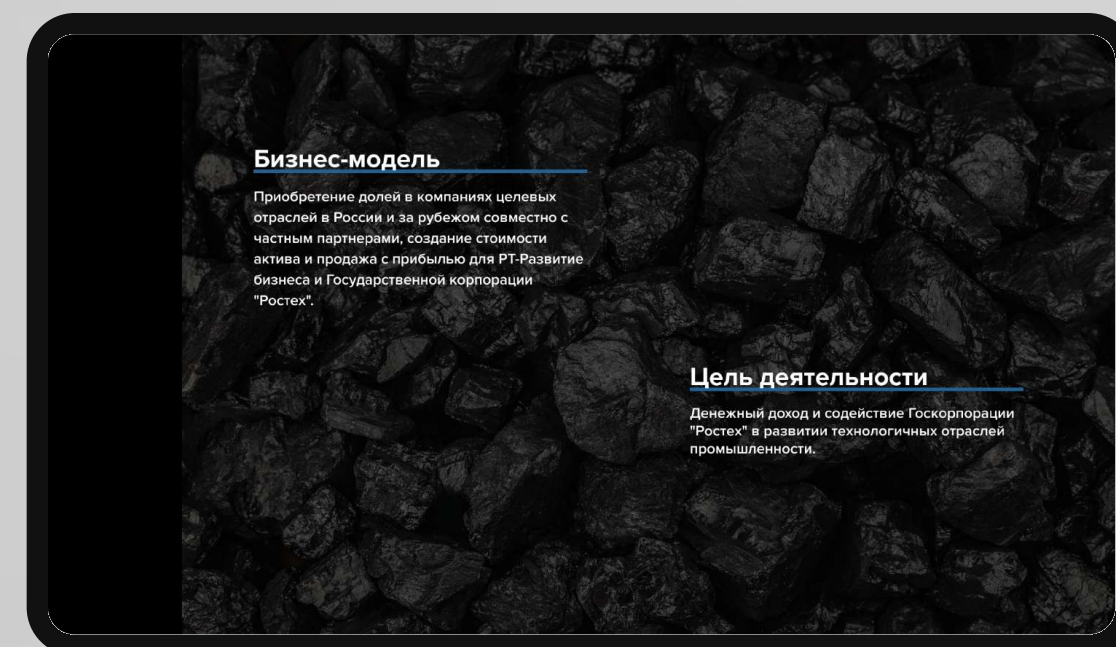 Бизнес-модель
Приобретение долей в компаниях целевых
отраслей в России и за рубежом совместно с
частным партнерами, создание стоимости
актива и продажа с прибылью для РТ-Развитие
бизнеса и Государственной корпорации
"Ростех".
Цель деятельности
Денежный доход и содействие Госкорпорации
"Ростех" в развитии технологичных отраслей
промышленности.